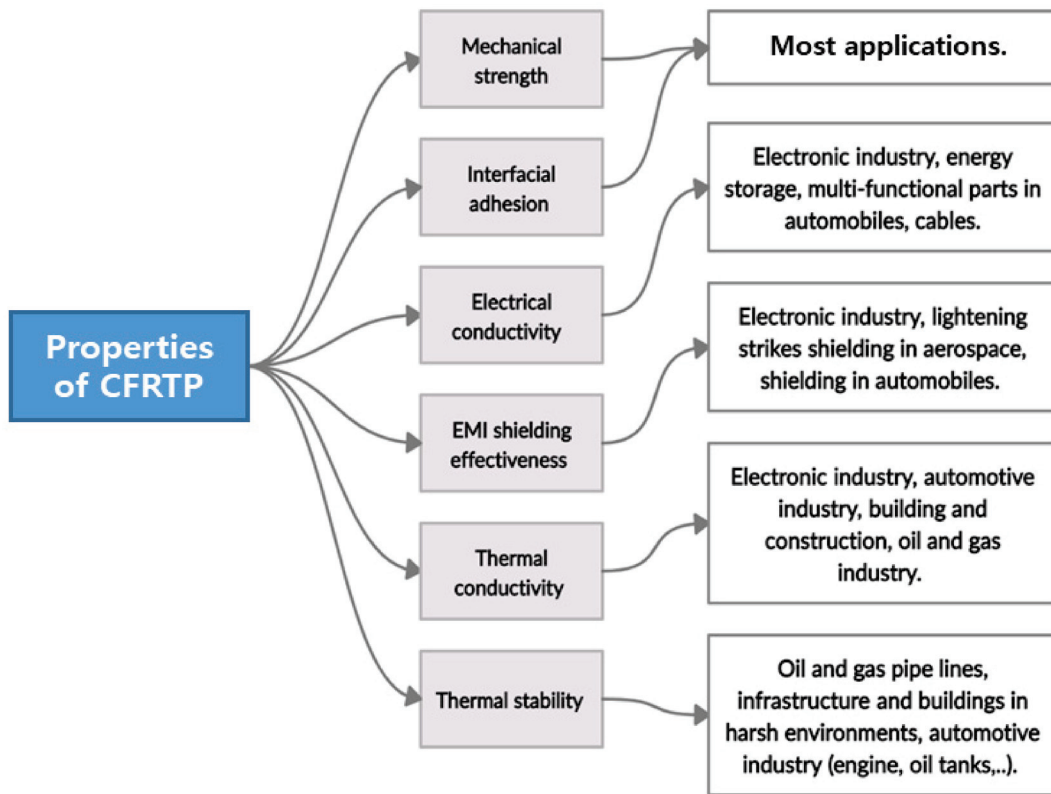 Properties
of CFRTP
Mechanical
strength
Interfacial
adhesion
Electrical
conductivity
EMI shielding
effectiveness
Thermal
conductivity
Thermal stability
Most applications.
Electronic industry, energy
storage, multi-functional parts in
automobiles, cables.
Electronic industry, lightening
strikes shielding in aerospace,
shielding in automobiles.
Electronic industry, automotive
industry, building and
construction, oil and gas
industry.
Oil and gas pipe lines,
infrastructure and buildings in
harsh environments, automotive
industry (engine, oil tanks,..).